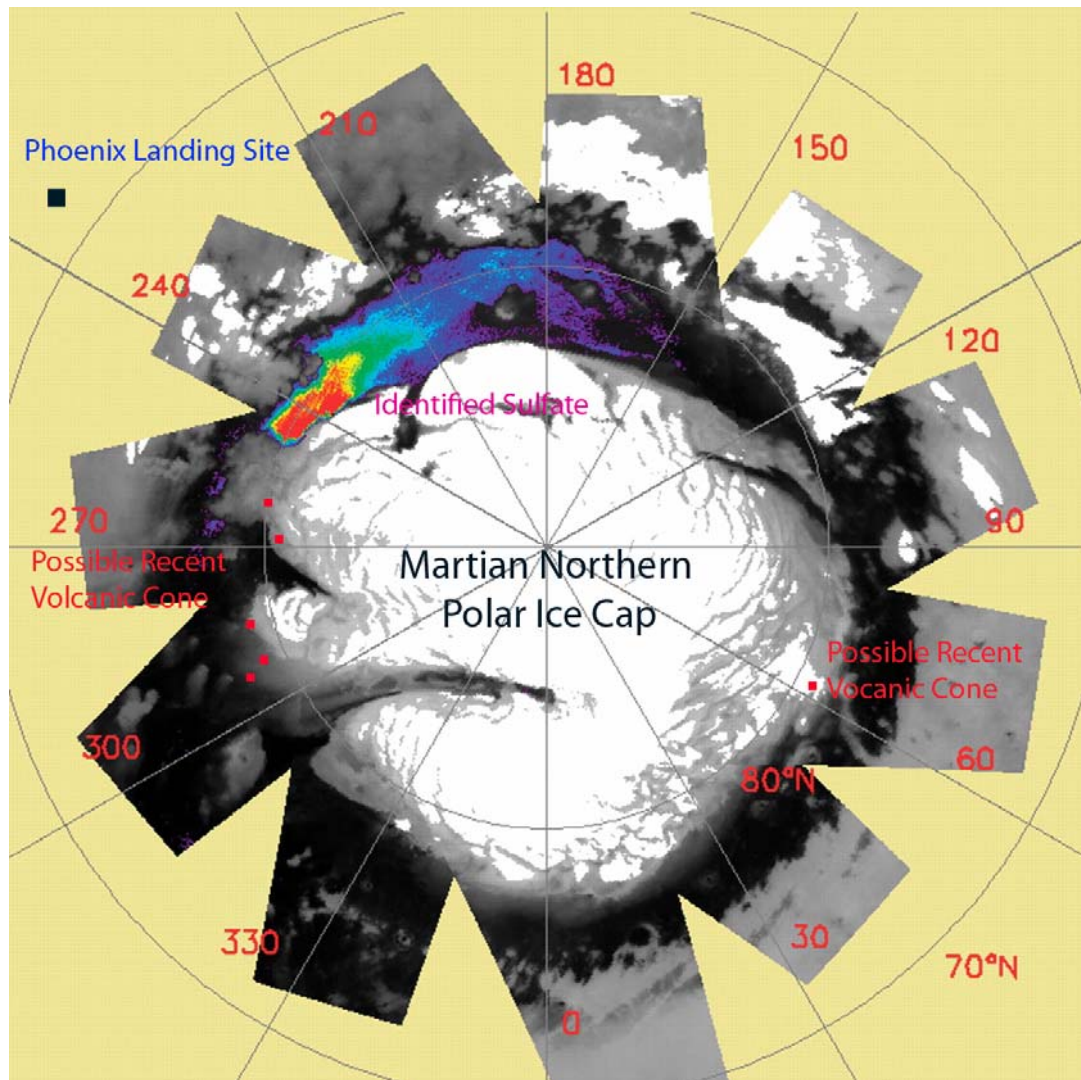 180
210
150
Phoenix Landing Site
240
120
Identified Sulfate
270
90
Possible Recent
Volcanic Cone
Martian Northern
Polar Ice Cap
Possible Recent
Vocanic Cone
300
60
80°N
330
30
70°N
0